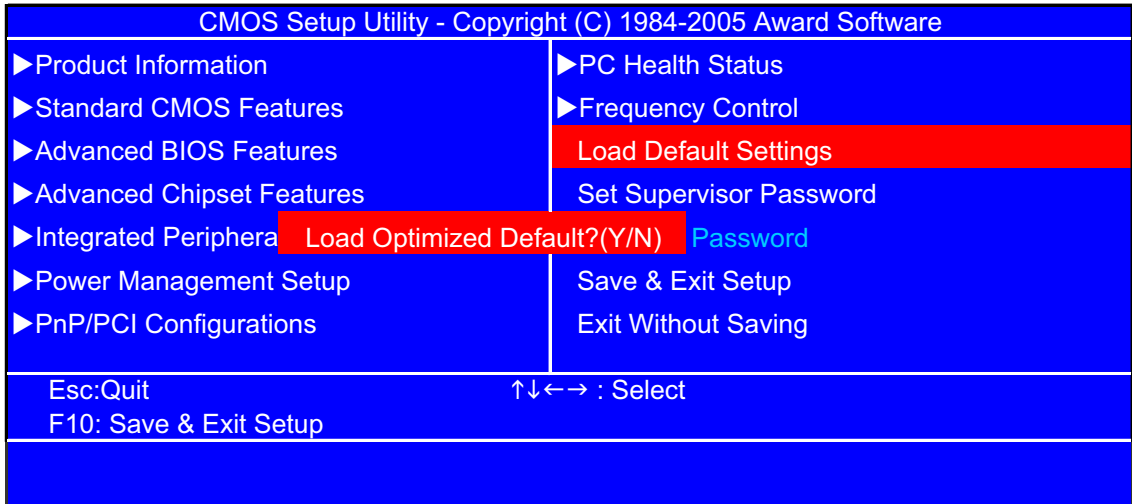 CMOS Setup Utility - Copyright (C) 1984-2005 Award Software
▶Product Information
▶Standard CMOS Features
▶Advanced BIOS Features
▶Advanced Chipset Features
▶Integrated Periphera
▶Power Management Setup
▶PnP/PCI Configurations
▶PC Health Status
▶Frequency Control
Load Default Settings
Set Supervisor Password
Password
Save & Exit Setup
Exit Without Saving
Load Optimized Default?(Y/N)
Esc:Quit
↑↓←→ : Select
F10: Save & Exit Setup